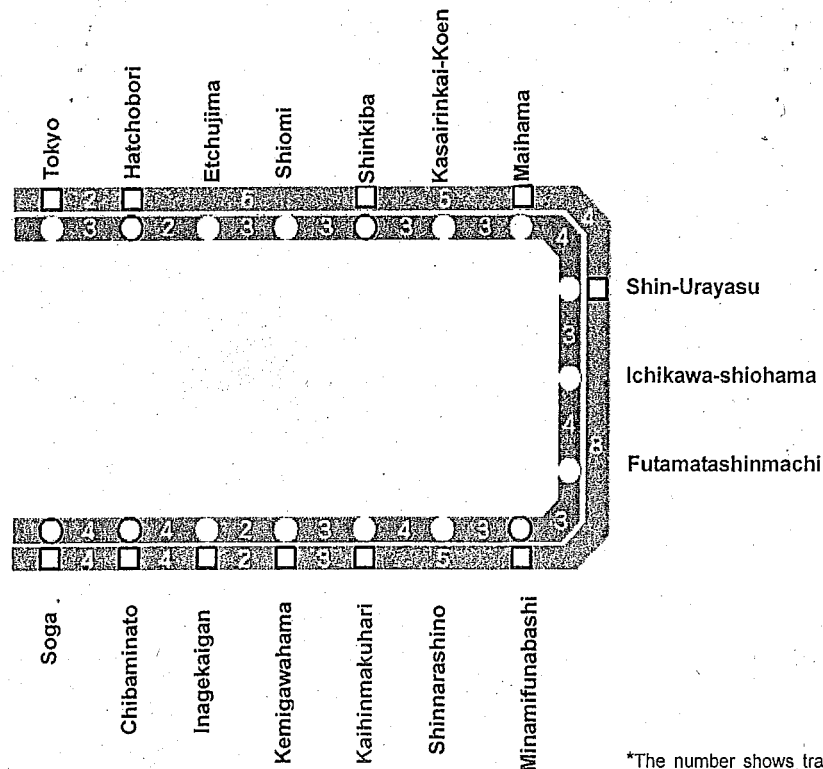 Tokyo
Hatchobori
Etchujima
Shiomi
Shinkiba
Kasairinkai-Koen
Maihama
2 6 5 4
3 2 3 3 3 3 4
Shin-Urayasu
3
Ichikawa-shiohama
4 8
Futamatashinmachi
3
4 4 2 3 4 3
4 4 2 3 5
Soga
Chibaminato
Inagekaigan
Kemigawahama
Kaihinmakuhari
Shinnarashino
Minamifunabashi
*The number shows tra